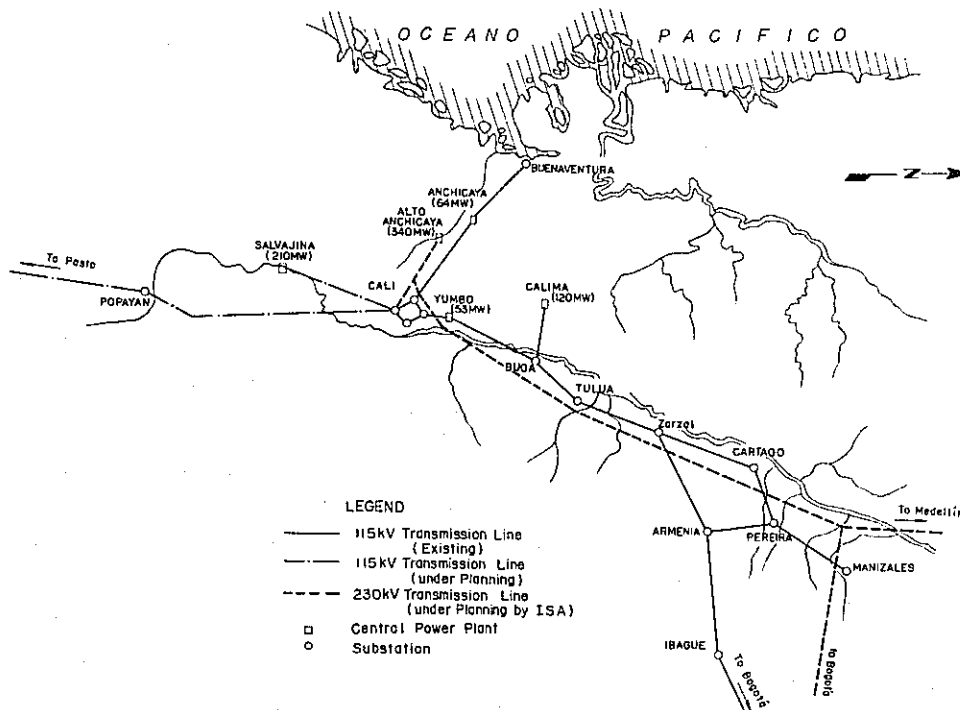 OCEANO PACIFICO
BUENAVENTURA
N
ANCHICAYA
(64MW)
ALTO
ANCHICAYA
(340MW)
SALVAJINA
(210MW)
To Pasto
POPAYAN
CALI
YUMBO
(53MW)
CALIMA
(120MW)
BUGA
TULUA
Zarzal
CARTAGO
To Medellín
ARMENIA
PEREIRA
MANIZALES
IBAGUE
To Bogotá
to Bogotá
LEGEND
115kV Transmission Line
(Existing)
115kV Transmission Line
(under Planning)
230kV Transmission Line
(under Planning by ISA)
Central Power Plant
Substation